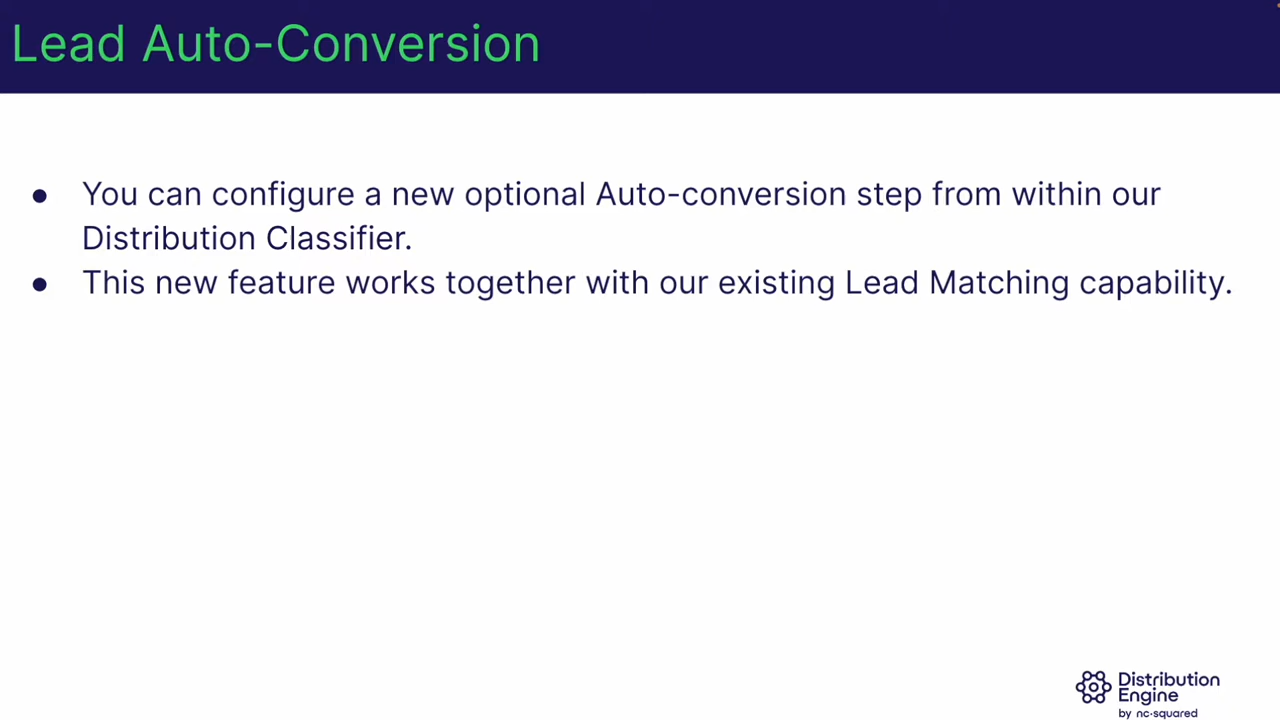 Lead Auto-Conversion
● You can configure a new optional Auto-conversion step from within our
Distribution Classifier.
● This new feature works together with our existing Lead Matching capability.
Distribution
Engine
by nc·squared